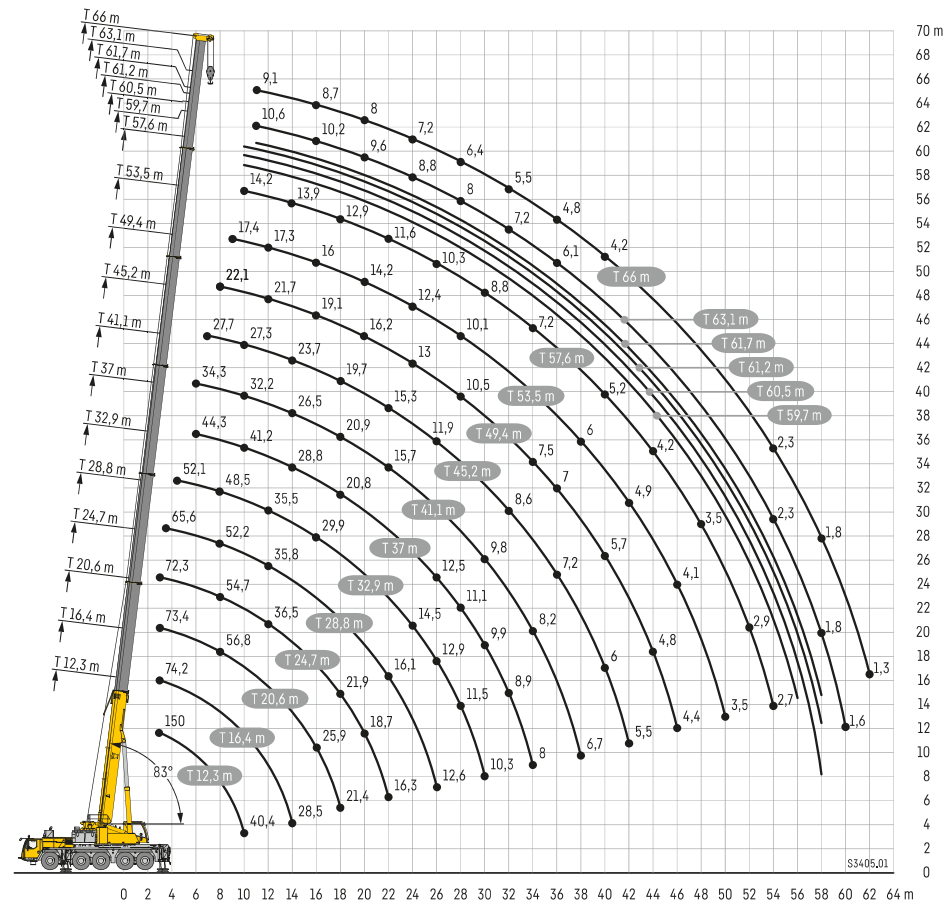 T 66 m
T 63,1 m
T 61,7 m
T 61,2 m
T 60,5 m
T 59,7 m
T 57,6 m
T 53,5 m
T 49,4 m
T 45,2 m
T 41,1 m
T 37 m
T 32,9 m
T 28,8 m
T 24,7 m
T 20,6 m
T 16,4 m
T 12,3 m
83°
9,1 8,7 8 7,2 6,4 5,5 4,8 4,2 2,3 1,8 1,3
T 66 m
10,6 10,2 9,6 8,8 8 7,2 6,1 2,3 1,8 1,6
T 63,1 m
T 61,7 m
T 61,2 m
T 60,5 m
T 59,7 m
14,2 13,9 12,9 11,6 10,3 8,8 7,2 5,2 4,2 3,5 2,9 2,7
T 57,6 m
17,4 17,3 16 14,2 12,4 10,1 6 4,9 4,1 3,5
T 53,5 m
22,1 21,7 19,1 16,2 13 10,5 7,5 7 5,7 4,8 4,4
T 49,4 m
27,7 27,3 23,7 19,7 15,3 11,9 8,6 7,2 6 5,5
T 45,2 m
34,3 32,2 26,5 20,9 15,7 9,8 8,2 6,7
T 41,1 m
44,3 41,2 28,8 20,8 12,5 11,1 9,9 8,9 8
T 37 m
52,1 48,5 35,5 29,9 14,5 12,9 11,5 10,3
T 32,9 m
65,6 52,2 35,8 16,1 12,6
T 28,8 m
72,3 54,7 36,5 21,9 18,7 16,3
T 24,7 m
73,4 56,8 25,9 21,4
T 20,6 m
74,2 28,5
T 16,4 m
150 40,4
T 12,3 m
70 m
68
66
64
62
60
58
56
54
52
50
48
46
44
42
40
38
36
34
32
30
28
26
24
22
20
18
16
14
12
10
8
6
4
2
0
S3405.01
0 2 4 6 8 10 12 14 16 18 20 22 24 26 28 30 32 34 36 38 40 42 44 46 48 50 52 54 56 58 60 62 64 m